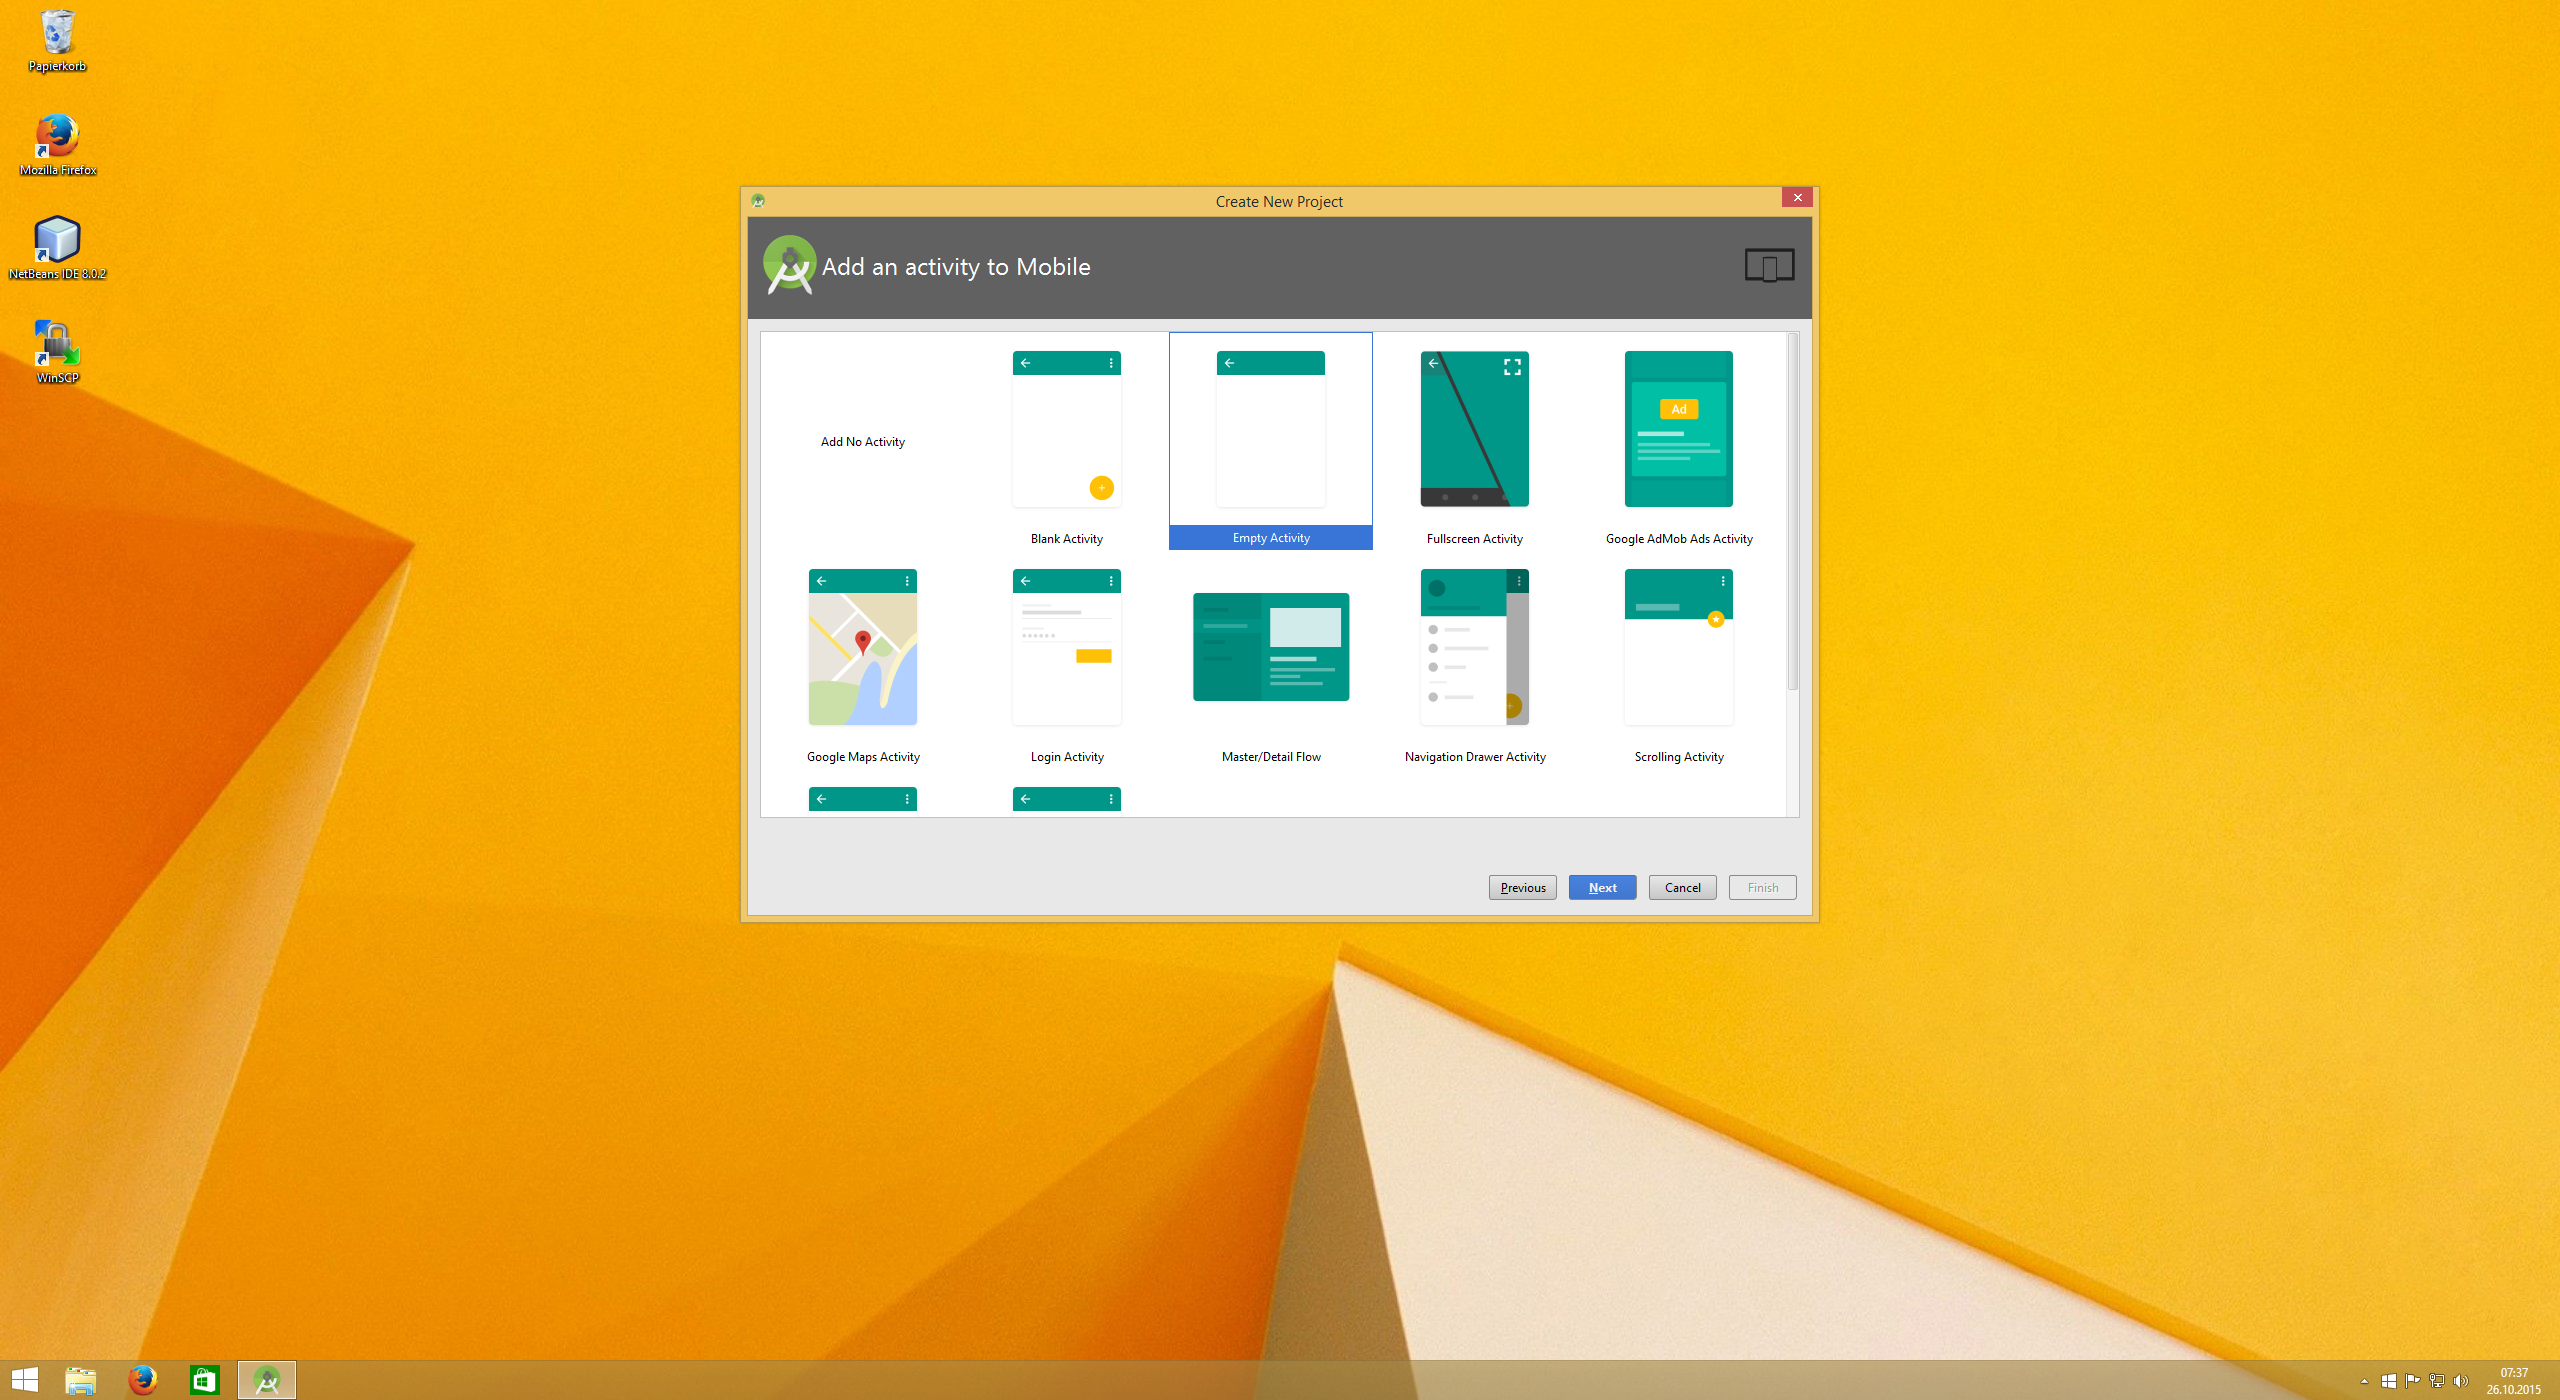 Papierkorb
Mozilla Firefox
NetBeans IDE 8.0.2
WinSCP
Create New Project
Add an activity to Mobile
Add No Activity
Blank Activity
Empty Activity
Fullscreen Activity
Ad
Google AdMob Ads Activity
Google Maps Activity
Login Activity
Master/Detail Flow
Navigation Drawer Activity
Scrolling Activity
Previous
Next
Cancel
Finish
07:37
26.10.2015